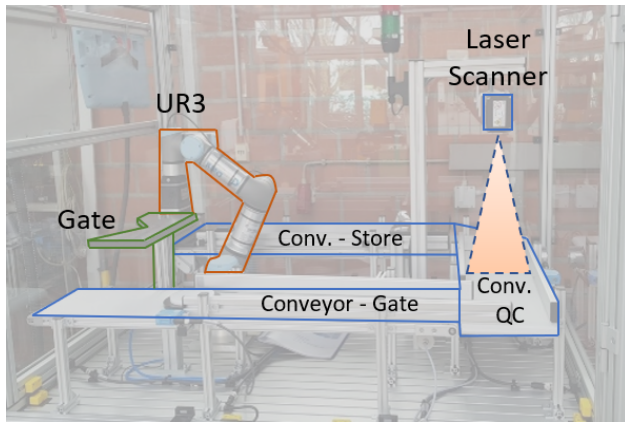 Laser
Scanner
UR3
Gate
Conv. - Store
Conveyor - Gate
Conv.
QC